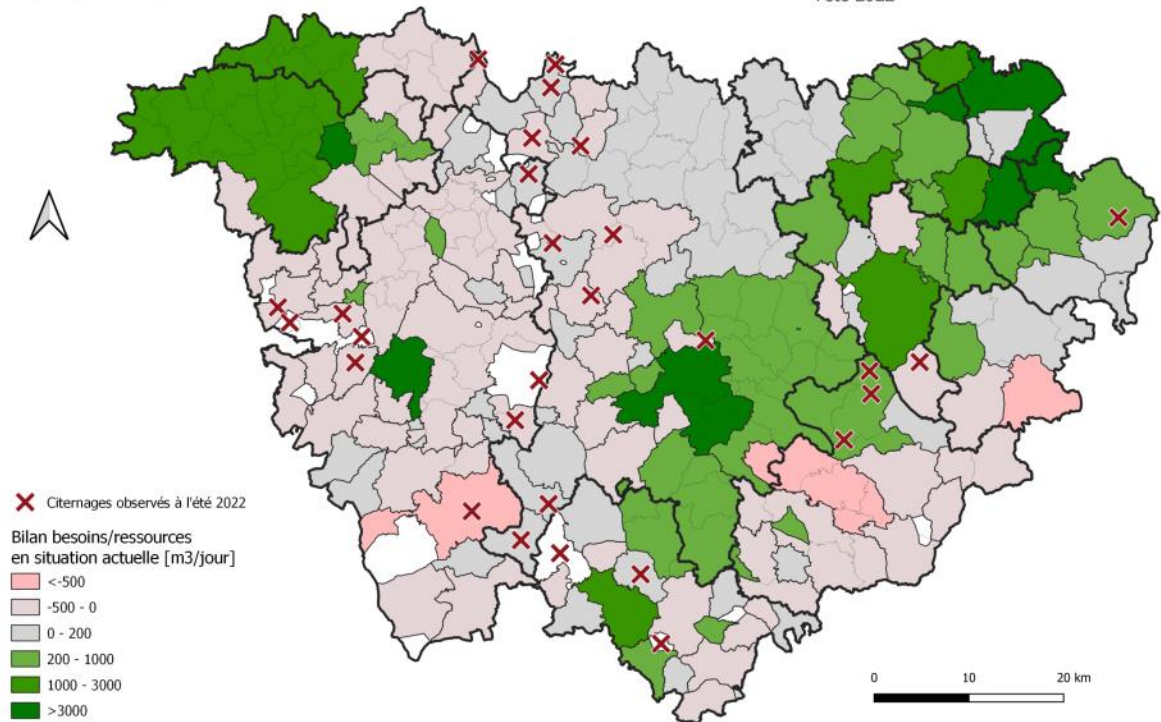 l'été 2022
Citernages observés à l'été 2022
Bilan besoins/ressources
en situation actuelle [m3/jour]
<-500
-500 - 0
0 - 200
200 - 1000
1000 - 3000
>3000
0 10 20 km